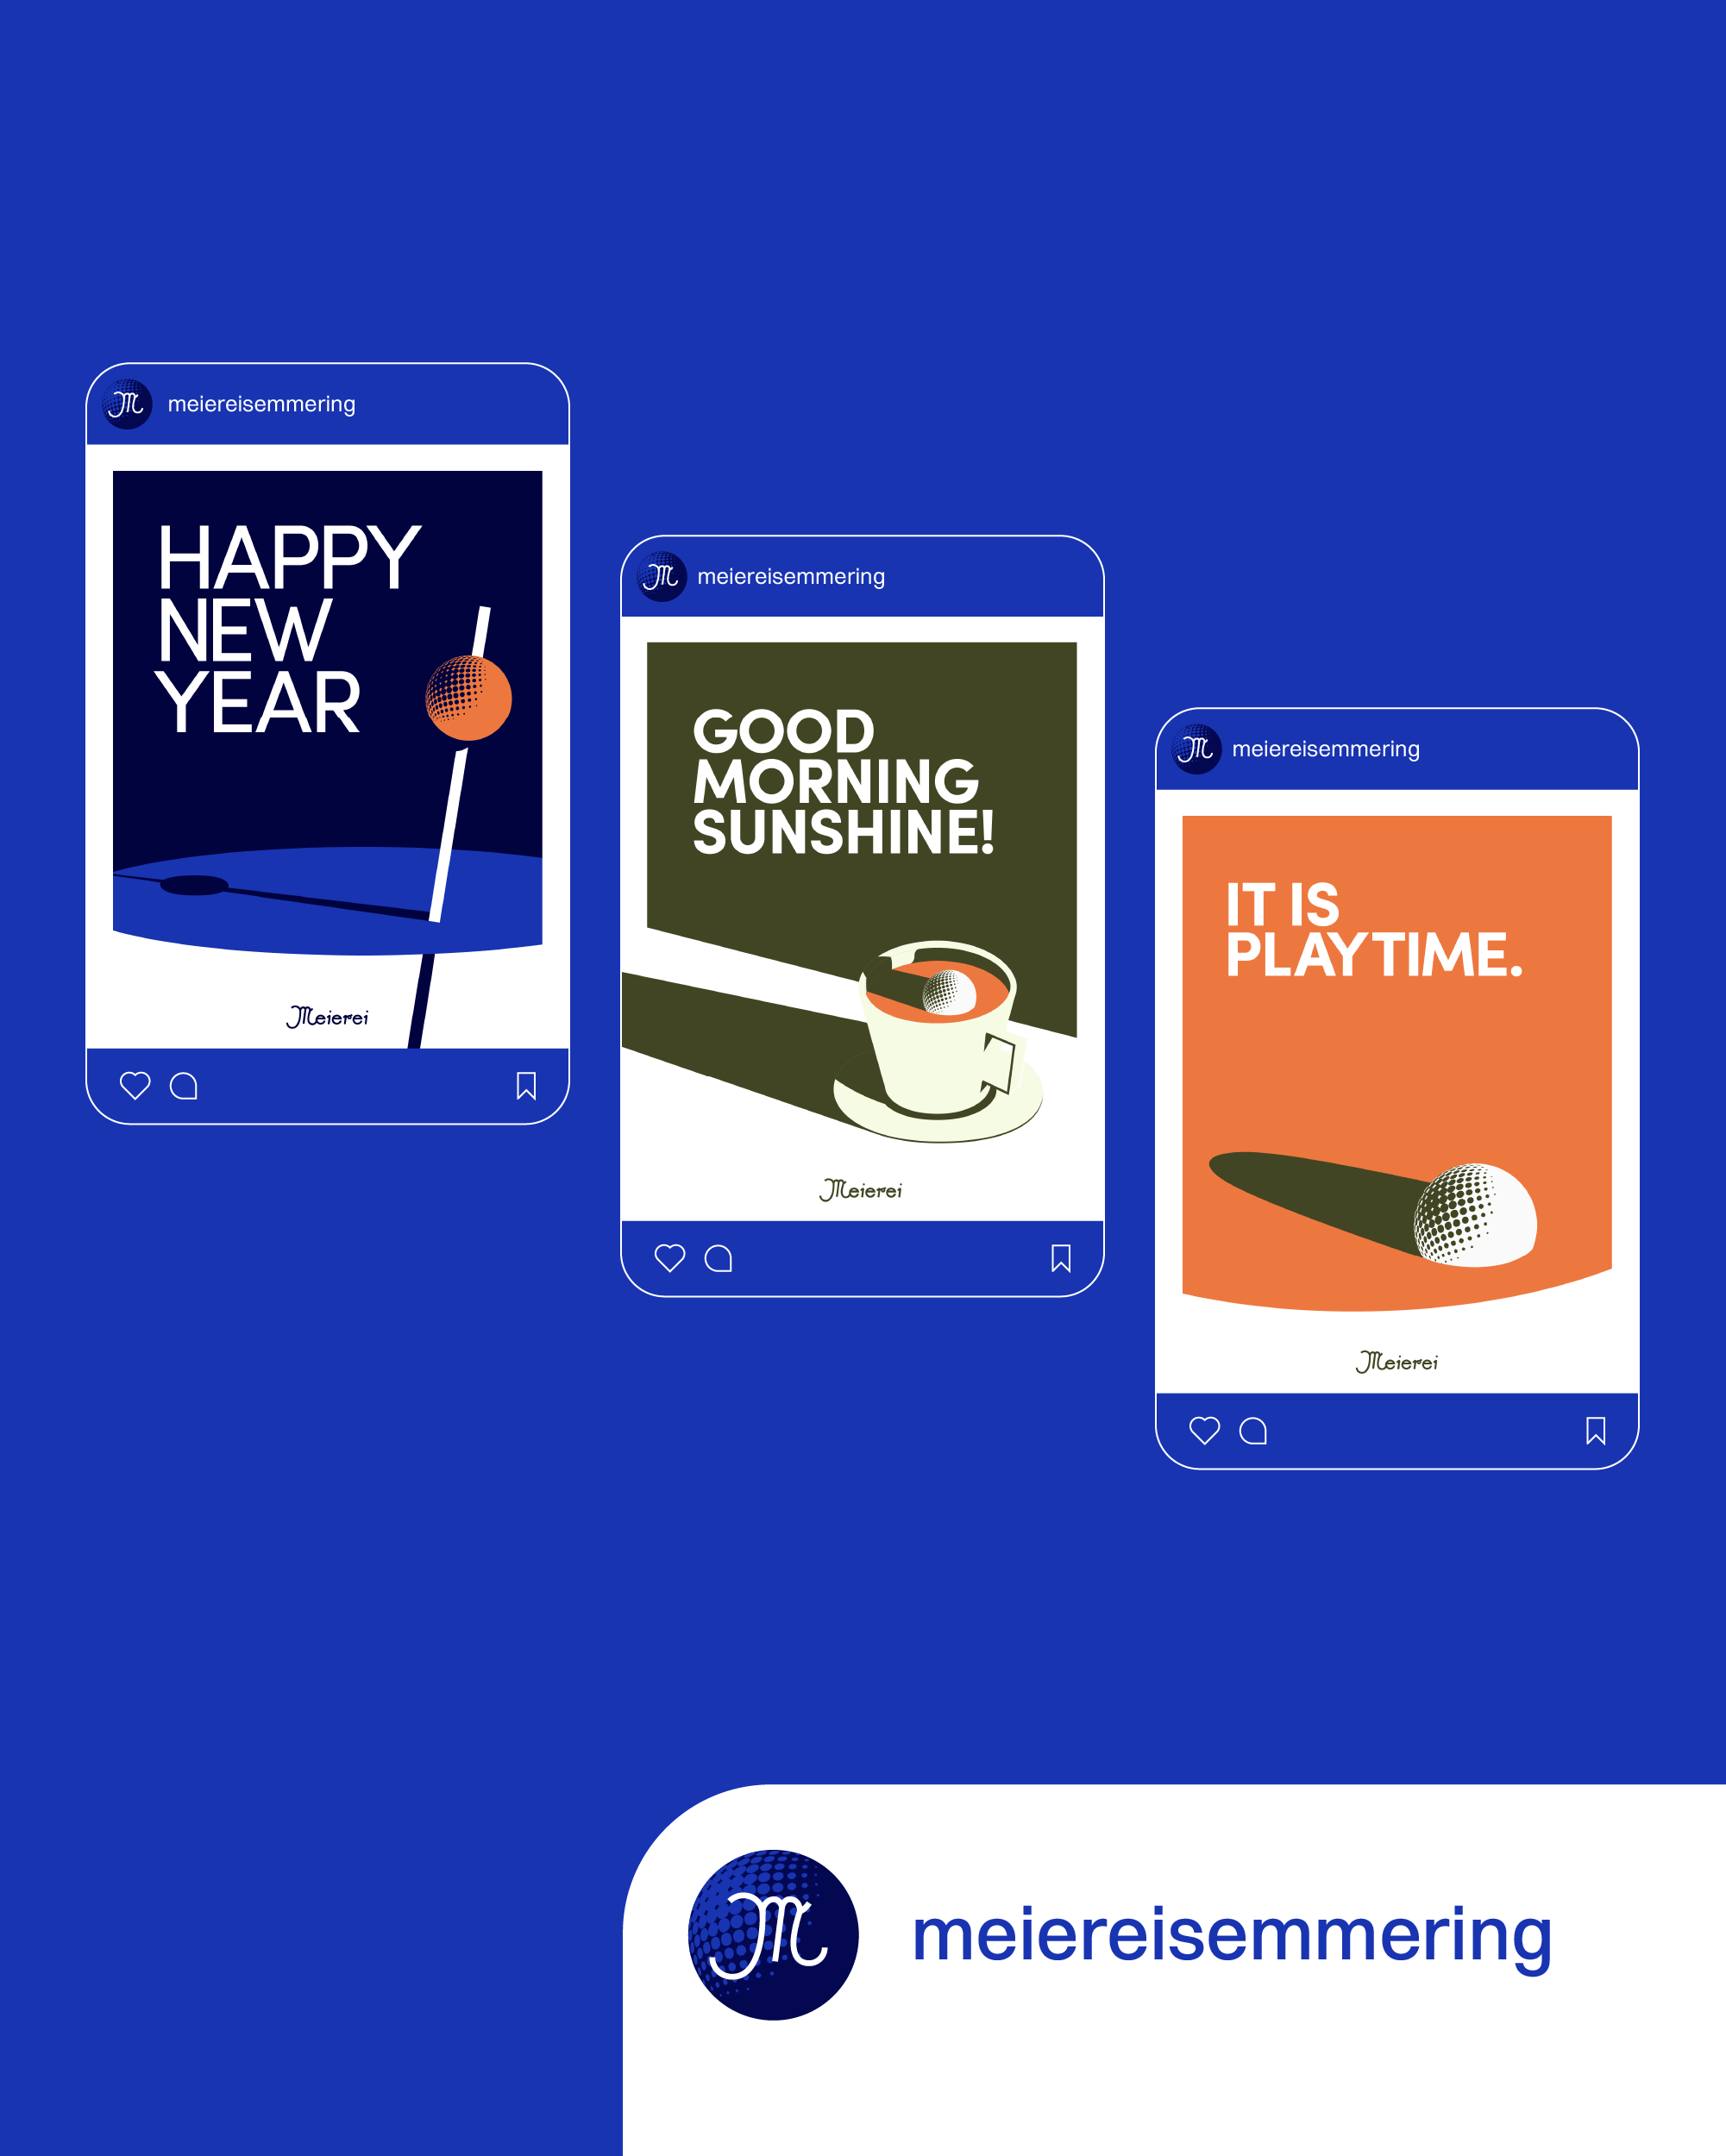 meiereisemmering
HAPPY
NEW
YEAR
Meierei
meiereisemmering
GOOD
MORNING
SUNSHINE!
Meierei
meiereisemmering
IT IS
PLAYTIME.
Meierei
M
meiereisemmering